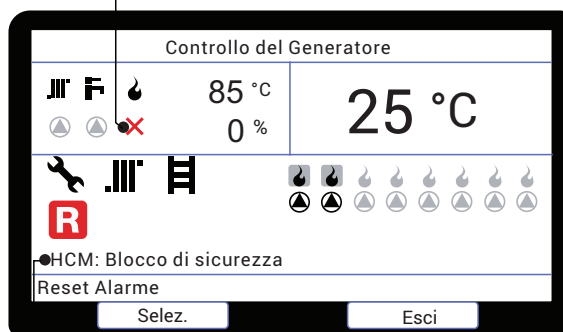 Controllo del Generatore
85 °C
0 %
25 °C
R
HCM: Blocco di sicurezza
Reset Alarme
Selez.
Esci